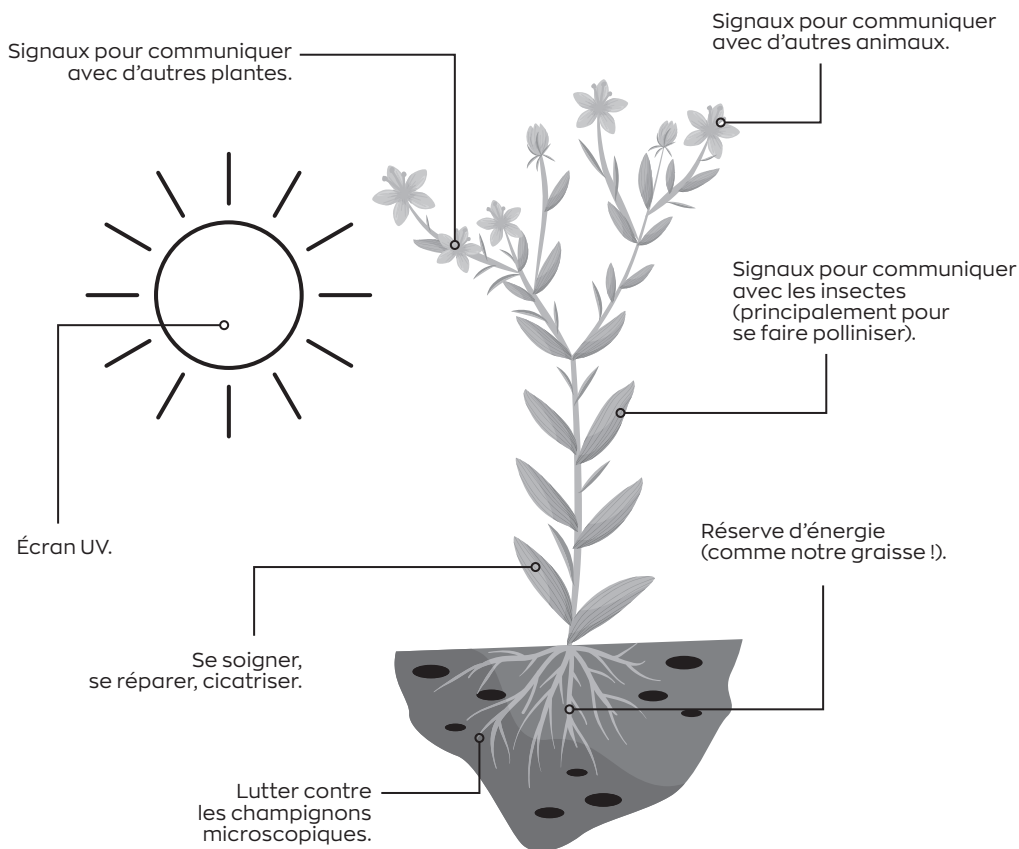 Signaux pour communiquer
avec d’autres plantes.
Signaux pour communiquer
avec d’autres animaux.
Signaux pour communiquer
avec les insectes
(principalement pour
se faire polliniser).
Écran UV.
Réserve d’énergie
(comme notre graisse !).
Se soigner,
se réparer, cicatriser.
Lutter contre
les champignons
microscopiques.